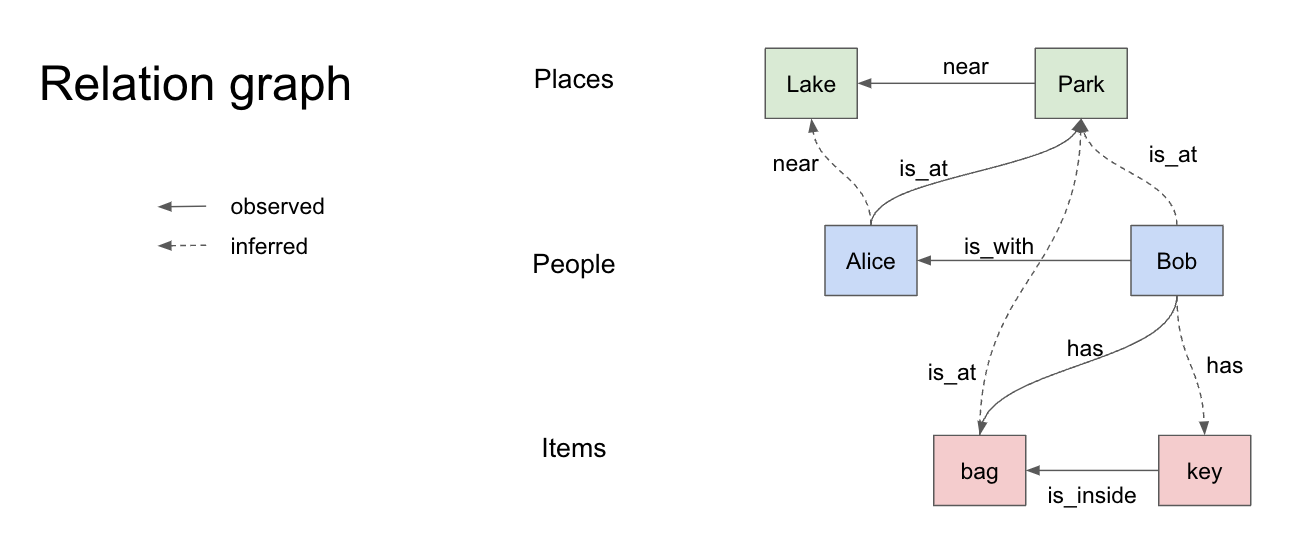 Relation graph
observed
inferred
Places
People
Items
Lake
near
Park
near
is_at
is_at
Alice
is_with
Bob
is_at
has
has
bag
is_inside
key